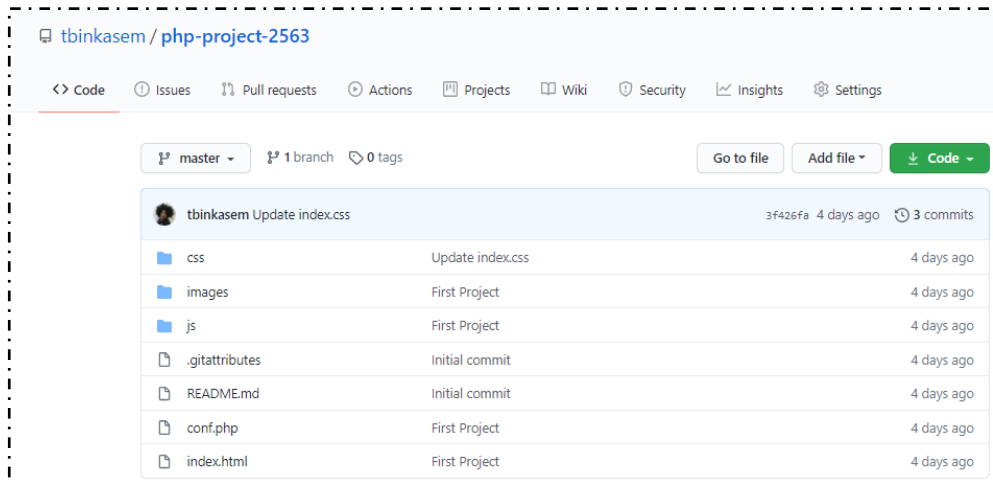 tbinkasem / php-project-2563
Code Issues Pull requests Actions Projects Wiki Security Insights Settings
master 1 branch 0 tags Go to file Add file Code
tbinkasem Update index.css 3f426fa 4 days ago 3 commits
css Update index.css 4 days ago
images First Project 4 days ago
js First Project 4 days ago
.gitattributes Initial commit 4 days ago
README.md Initial commit 4 days ago
conf.php First Project 4 days ago
index.html First Project 4 days ago